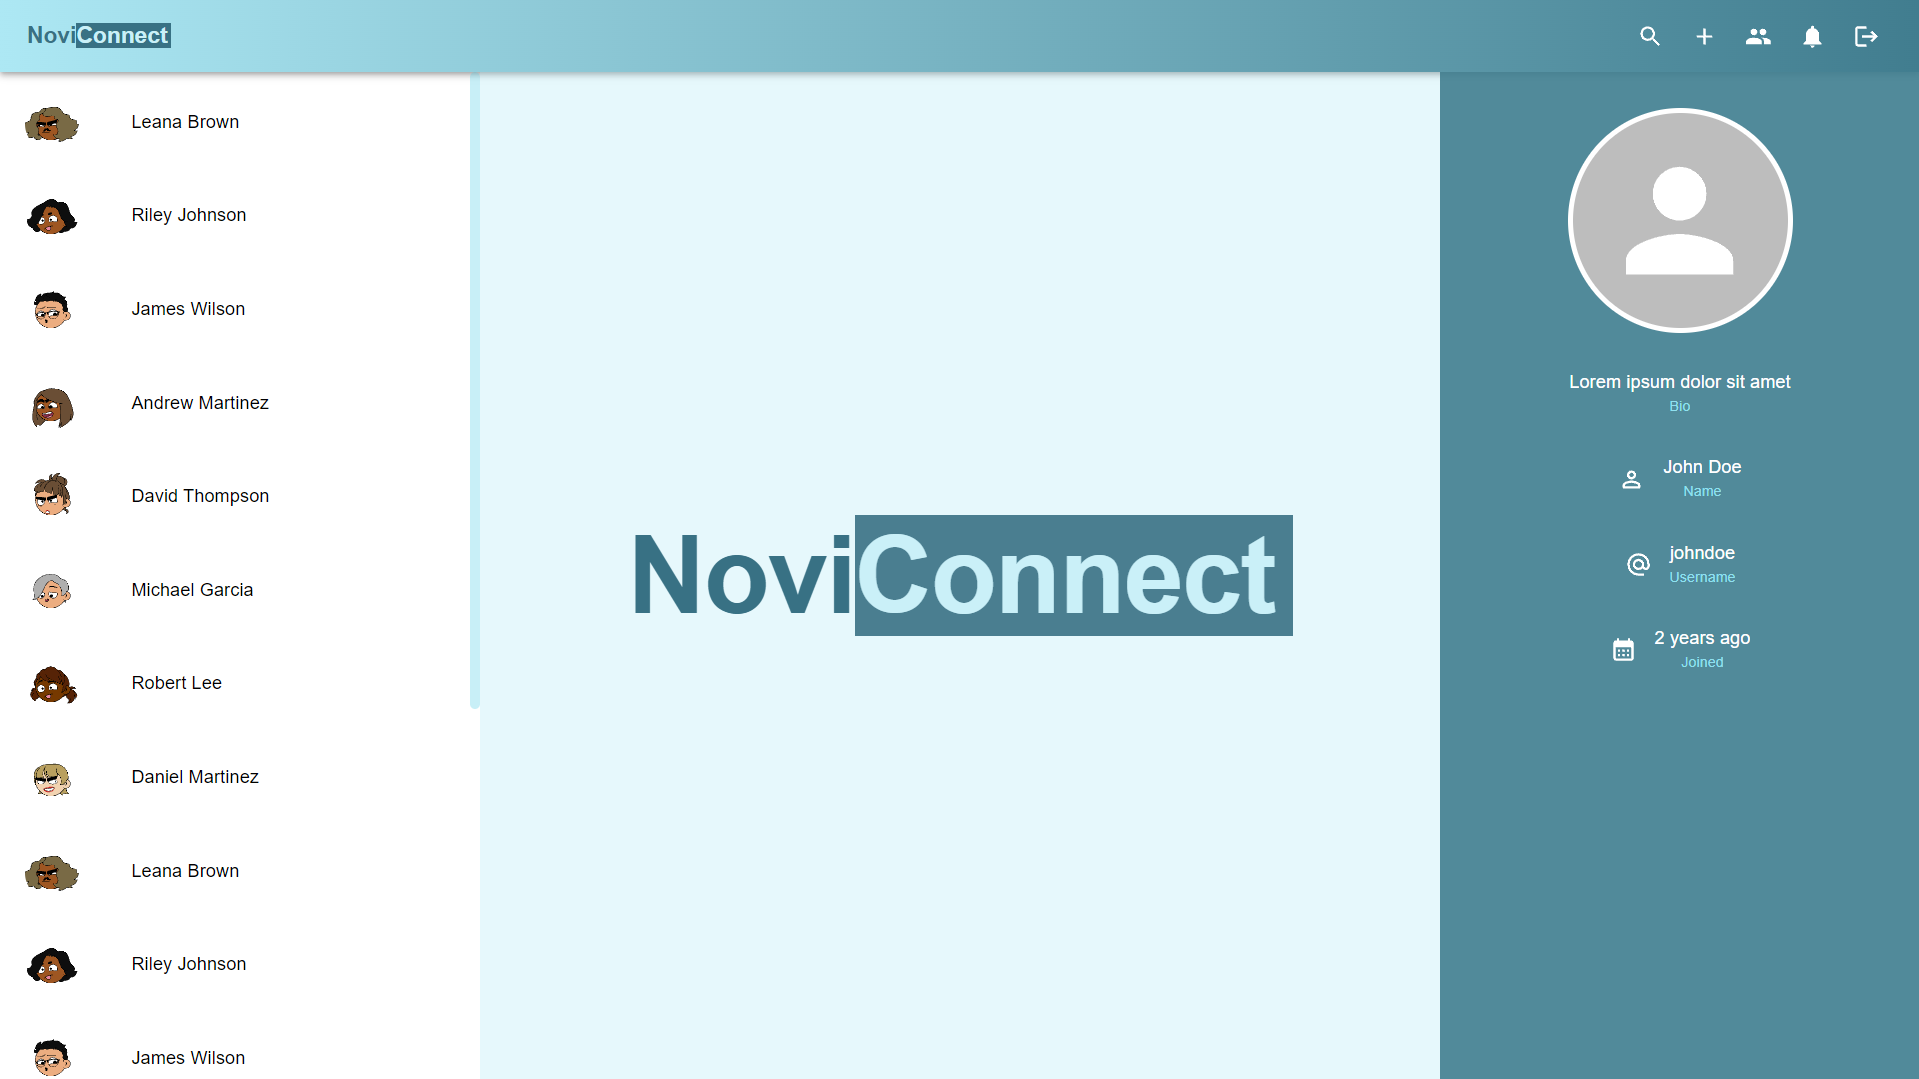 NoviConnect
Leana Brown
Riley Johnson
James Wilson
Andrew Martinez
David Thompson
Michael Garcia
Robert Lee
Daniel Martinez
Leana Brown
Riley Johnson
James Wilson
NoviConnect
Lorem ipsum dolor sit amet
Bio
John Doe
Name
johndoe
Username
2 years ago
Joined